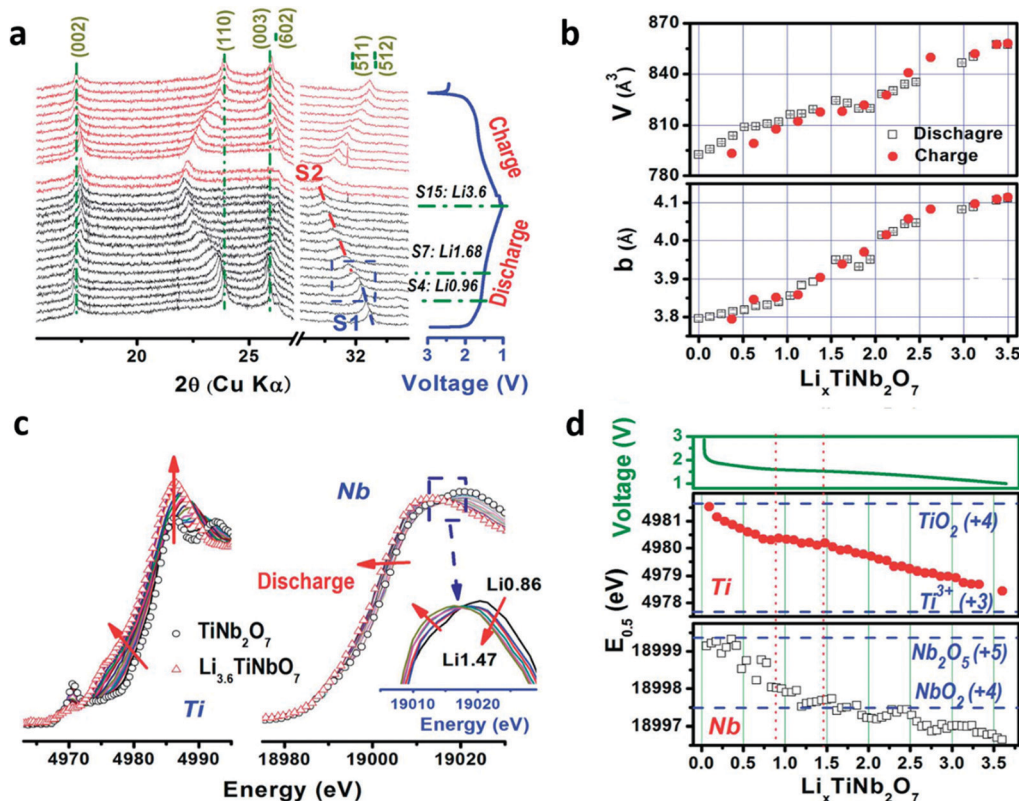 a
(002)
(110)
(003)
(602)
(511)
(512)
S2
S1
Charge
Discharge
S15: Li3.6
S7: Li1.68
S4: Li0.96
20
26
32
3
2
1
0
2θ (Cu Kα)
Voltage (V)
b
V (Å³)
870
840
810
780
Dischagre
Charge
b (Å)
4.1
4.0
3.9
3.8
0.0 0.5 1.0 1.5 2.0 2.5 3.0 3.5
LiₓTiNb₂O₇
c
Nb
Discharge
Li0.86
Li1.47
19010 19020
Energy (eV)
TiNb₂O₇
Li₃.₆TiNbO₇
Ti
4970 4980 4990
18980 18990 19000 19010 19020
Energy (eV)
d
Voltage (V)
3
2
1
E₀.₅ (eV)
4981
4980
4979
4978
TiO₂ (+4)
Ti
Ti³⁺ (+3)
18999
18998
18997
Nb₂O₅ (+5)
NbO₂ (+4)
Nb
0.0 0.5 1.0 1.5 2.0 2.5 3.0 3.5
LiₓTiNb₂O₇